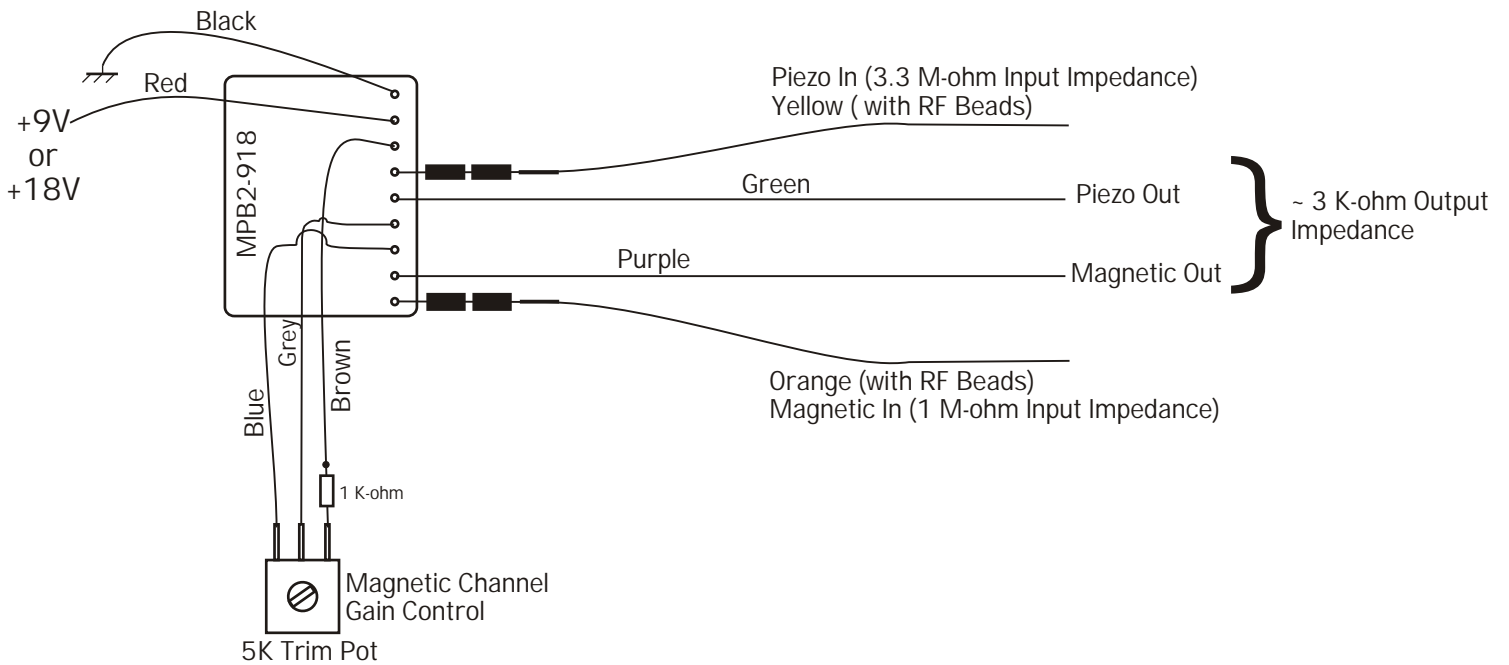 Black
Red
+9V
or
+18V
MPB2-918
Piezo In (3.3 M-ohm Input Impedance)
Yellow ( with RF Beads)
Green
Piezo Out
~ 3 K-ohm Output
Impedance
Purple
Magnetic Out
Orange (with RF Beads)
Magnetic In (1 M-ohm Input Impedance)
Blue
Grey
Brown
1 K-ohm
Magnetic Channel
Gain Control
5K Trim Pot